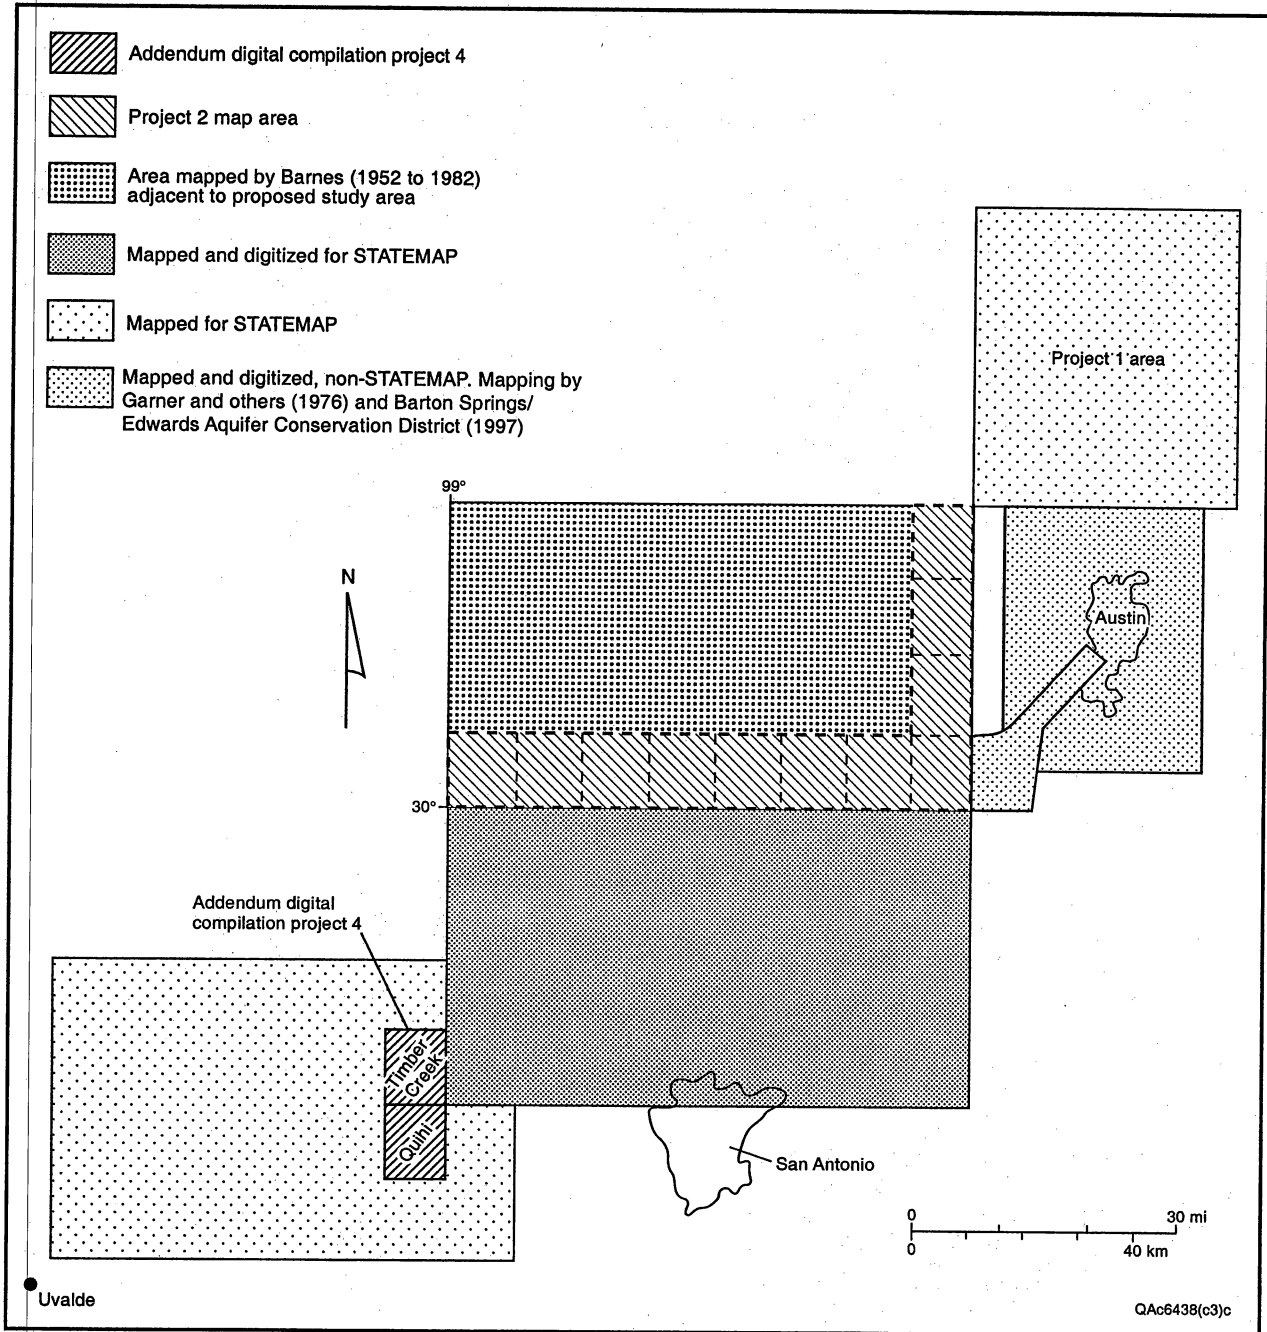 Addendum digital compilation project 4
Project 2 map area
Area mapped by Barnes (1952 to 1982)
adjacent to proposed study area
Mapped and digitized for STATEMAP
Mapped for STATEMAP
Mapped and digitized, non-STATEMAP. Mapping by
Garner and others (1976) and Barton Springs/
Edwards Aquifer Conservation District (1997)
Project 1 area
99°
N
Austin
30°
Addendum digital
compilation project 4
Timber
Creek
Quihi
San Antonio
0 30 mi
0 40 km
Uvalde
QAc6438(c3)c